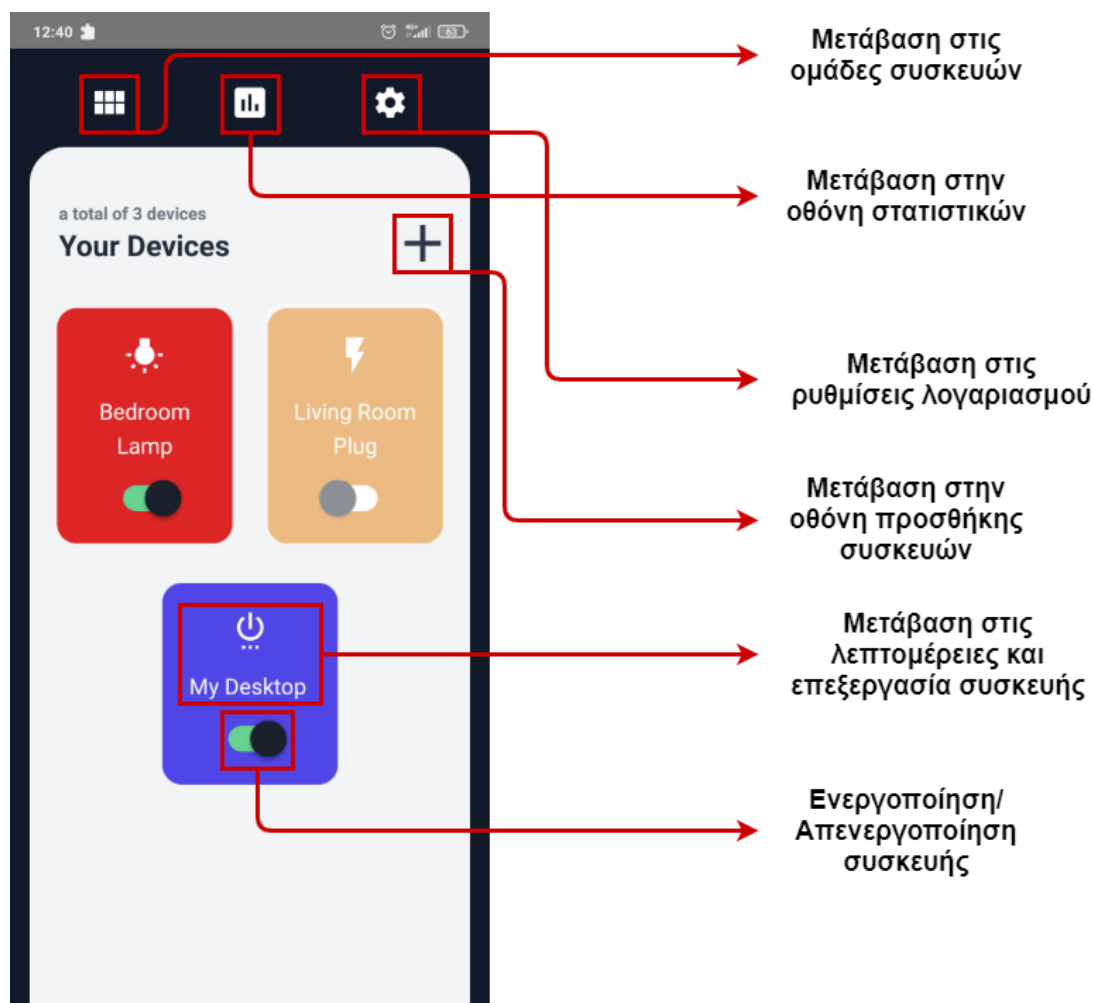 12:40
63
Μετάβαση στις
ομάδες συσκευών
Μετάβαση στην
οθόνη στατιστικών
a total of 3 devices
Your Devices
Μετάβαση στις
ρυθμίσεις λογαριασμού
Bedroom
Lamp
Living Room
Plug
Μετάβαση στην
οθόνη προσθήκης
συσκευών
Μετάβαση στις
λεπτομέρειες και
επεξεργασία συσκευής
My Desktop
Ενεργοποίηση/
Απενεργοποίηση
συσκευής